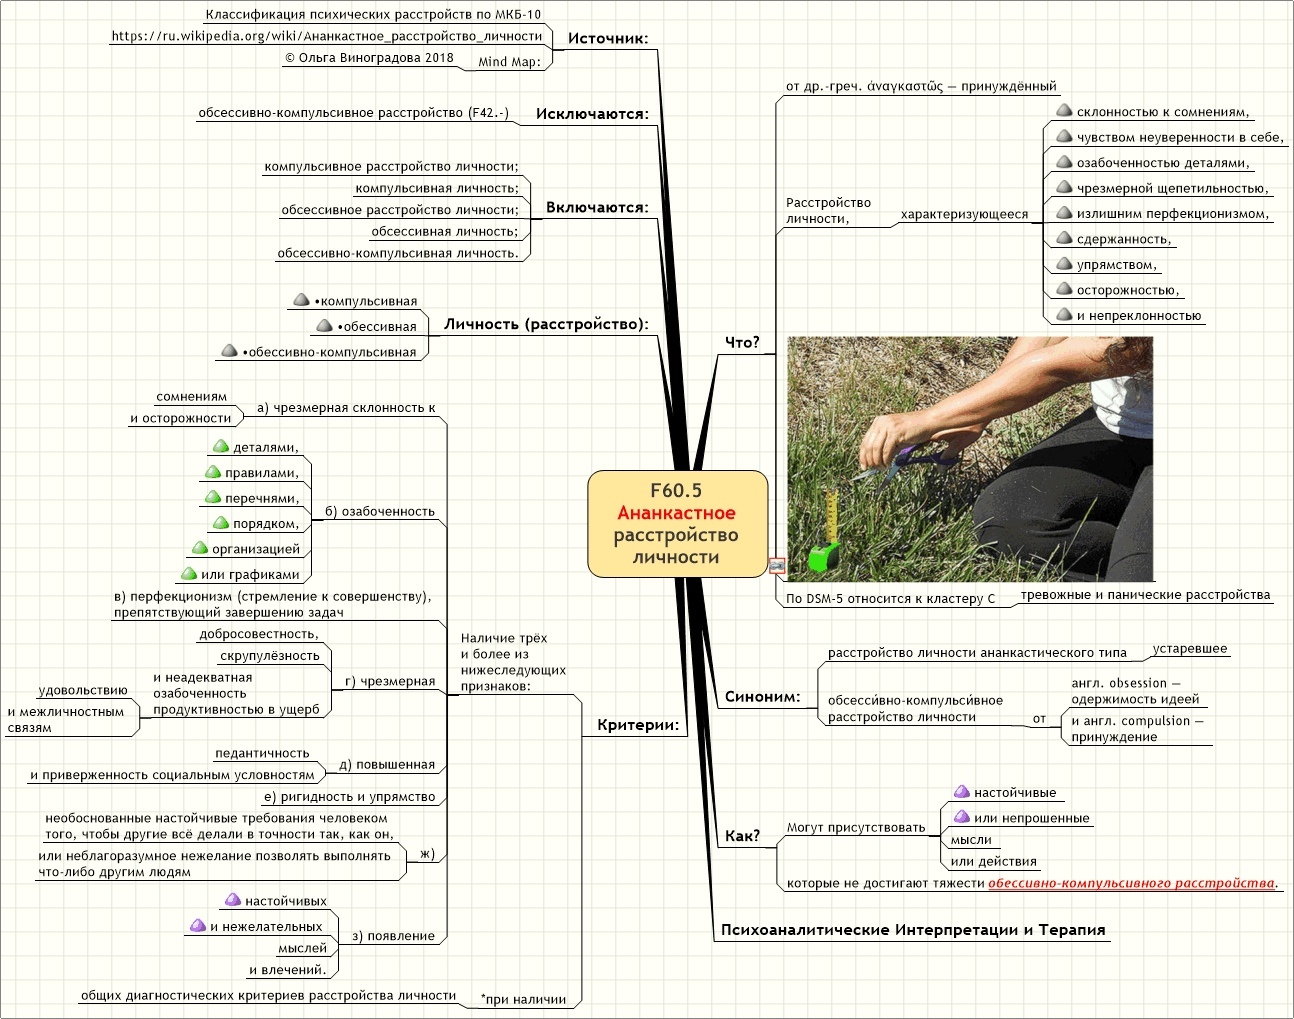 Классификация психических расстройств по МКБ-10
https://ru.wikipedia.org/wiki/Ананкастное_расстройство_личности
© Ольга Виноградова 2018
Mind Map:
Источник:
обсессивно-компульсивное расстройство (F42.-)
Исключаются:
компульсивное расстройство личности;
компульсивная личность;
обсессивное расстройство личности;
обсессивная личность;
обсессивно-компульсивная личность.
Включаются:
•компульсивная
•обессивная
•обессивно-компульсивная
Личность (расстройство):
сомнениям
и осторожности
а) чрезмерная склонность к
деталями,
правилами,
перечнями,
порядком,
организацией
или графиками
б) озабоченность
в) перфекционизм (стремление к совершенству),
препятствующий завершению задач
добросовестность,
скрупулёзность
и неадекватная
озабоченность
продуктивностью в ущерб
удовольствию
и межличностным
связям
г) чрезмерная
педантичность
и приверженность социальным условностям
д) повышенная
е) ригидность и упрямство
необоснованные настойчивые требования человеком
того, чтобы другие всё делали в точности так, как он,
или неблагоразумное нежелание позволять выполнять
что-либо другим людям
ж)
настойчивых
и нежелательных
мыслей
и влечений.
з) появление
Наличие трёх
и более из
нижеследующих
признаков:
общих диагностических критериев расстройства личности
*при наличии
Критерии:
F60.5
Ананкастное
расстройство
личности
Что?
от др.-греч. ἀναγκαστῶς — принуждённый
Расстройство
личности,
характеризующееся
склонностью к сомнениям,
чувством неуверенности в себе,
озабоченностью деталями,
чрезмерной щепетильностью,
излишним перфекционизмом,
сдержанность,
упрямством,
осторожностью,
и непреклонностью
По DSM-5 относится к кластеру C
тревожные и панические расстройства
Синоним:
расстройство личности ананкастического типа
устаревшее
обсесси́вно-компульси́вное
расстройство личности
от
англ. obsession —
одержимость идеей
и англ. compulsion —
принуждение
Как?
Могут присутствовать
настойчивые
или непрошенные
мысли
или действия
которые не достигают тяжести обессивно-компульсивного расстройства.
Психоаналитические Интерпретации и Терапия